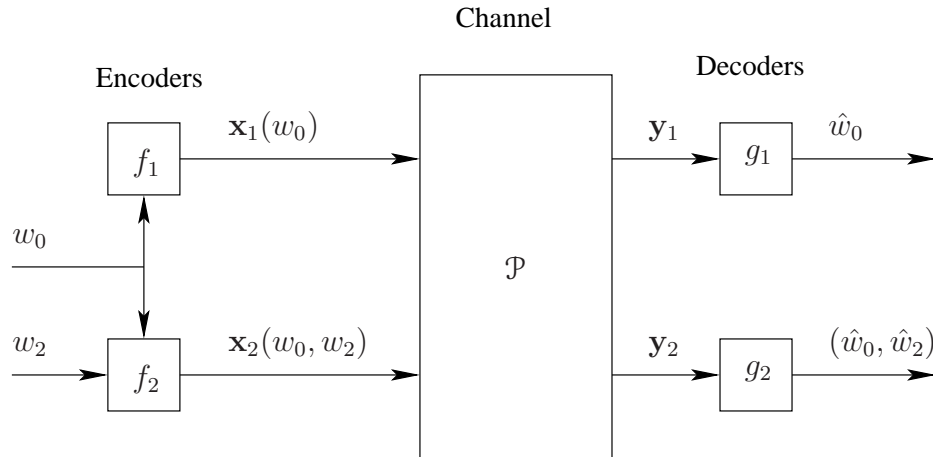 Channel
Encoders
Decoders
𝐱₁(w₀)
𝐲₁
ŵ₀
f₁
g₁
w₀
𝒫
w₂
𝐱₂(w₀, w₂)
𝐲₂
(ŵ₀, ŵ₂)
f₂
g₂